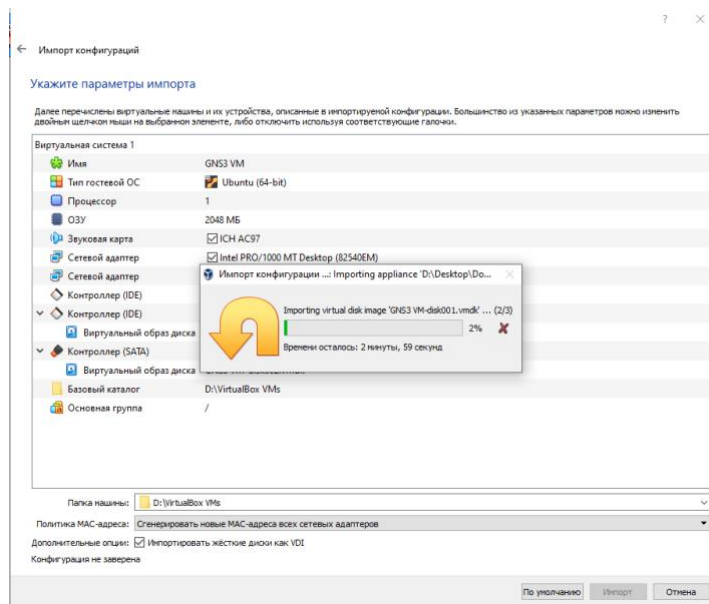 Импорт конфигураций
Укажите параметры импорта
Далее перечислены виртуальные машины и их устройства, описанные в импортируемой конфигурации. Большинство из указанных параметров можно изменить
двойным щелчком мыши на выбранном элементе, либо отключить используя соответствующие галочки.
Виртуальная система 1
Имя GNS3 VM
Тип гостевой ОС Ubuntu (64-bit)
Процессор 1
ОЗУ 2048 МБ
Звуковая карта ICH AC97
Сетевой адаптер Intel PRO/1000 MT Desktop (82540EM)
Сетевой адаптер
Контроллер (IDE)
Контроллер (IDE)
Виртуальный образ диска
Контроллер (SATA)
Виртуальный образ диска
Базовый каталог D:\VirtualBox VMs
Основная группа /
Импорт конфигурации ...: Importing appliance 'D:\Desktop\Do...
Importing virtual disk image 'GNS3 VM-disk001.vmdk' ... (2/3)
2%
Времени осталось: 2 минуты, 59 секунд
Папка машины: D:\VirtualBox VMs
Политика MAC-адреса: Сгенерировать новые MAC-адреса всех сетевых адаптеров
Дополнительные опции: Импортировать жёсткие диски как VDI
Конфигурация не заверена
По умолчанию Импорт Отмена